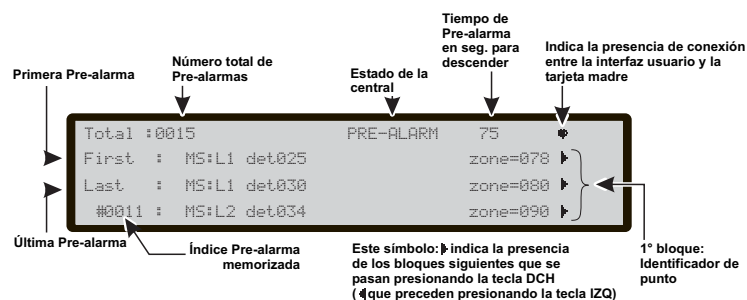 Tiempo de
Pre-alarma
en seg. para
descender
Indica la presencia de conexión
entre la interfaz usuario y la
tarjeta madre
Número total de
Pre-alarmas
Estado de la
central
Primera Pre-alarma
Total :0015 PRE-ALARM 75
First : MS:L1 det025 zone=078
Last : MS:L1 det030 zone=080
#0011 : MS:L2 det034 zone=090
Última Pre-alarma
Índice Pre-alarma
memorizada
Este símbolo: indica la presencia
de los bloques siguientes que se
pasan presionando la tecla DCH
( que preceden presionando la tecla IZQ)
1° bloque:
Identificador de
punto